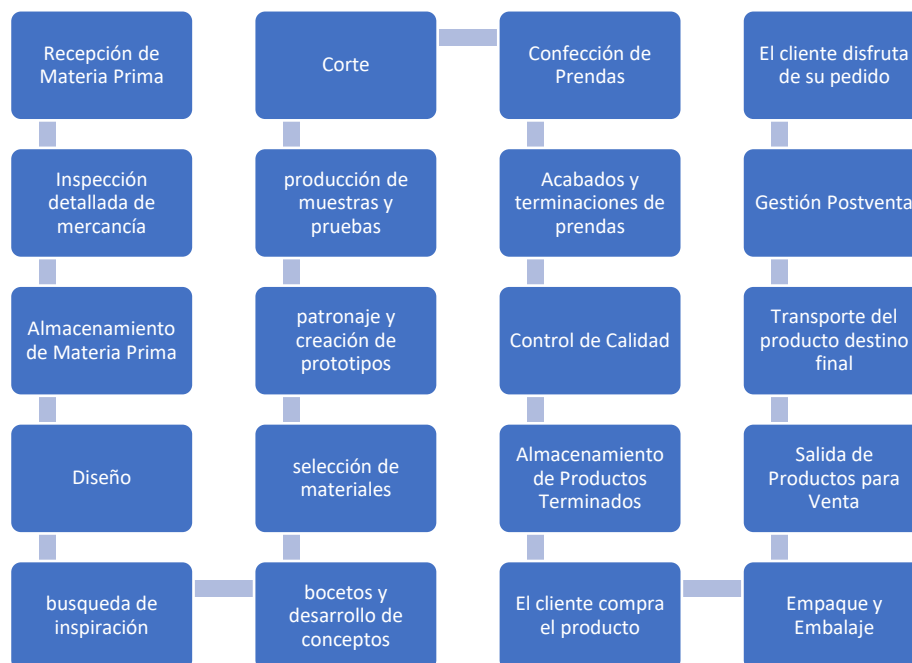 Recepción de
Materia Prima
Inspección
detallada de
mercancía
Almacenamiento
de Materia Prima
Diseño
busqueda de
inspiración
bocetos y
desarrollo de
conceptos
selección de
materiales
patronaje y
creación de
prototipos
producción de
muestras y
pruebas
Corte
Confección de
Prendas
Acabados y
terminaciones de
prendas
Control de Calidad
Almacenamiento
de Productos
Terminados
El cliente compra
el producto
Empaque y
Embalaje
Salida de
Productos para
Venta
Transporte del
producto destino
final
Gestión Postventa
El cliente disfruta
de su pedido